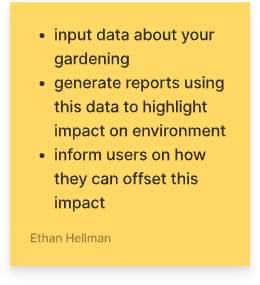 • input data about your
gardening
• generate reports using
this data to highlight
impact on environment
• inform users on how
they can offset this
impact
Ethan Hellman